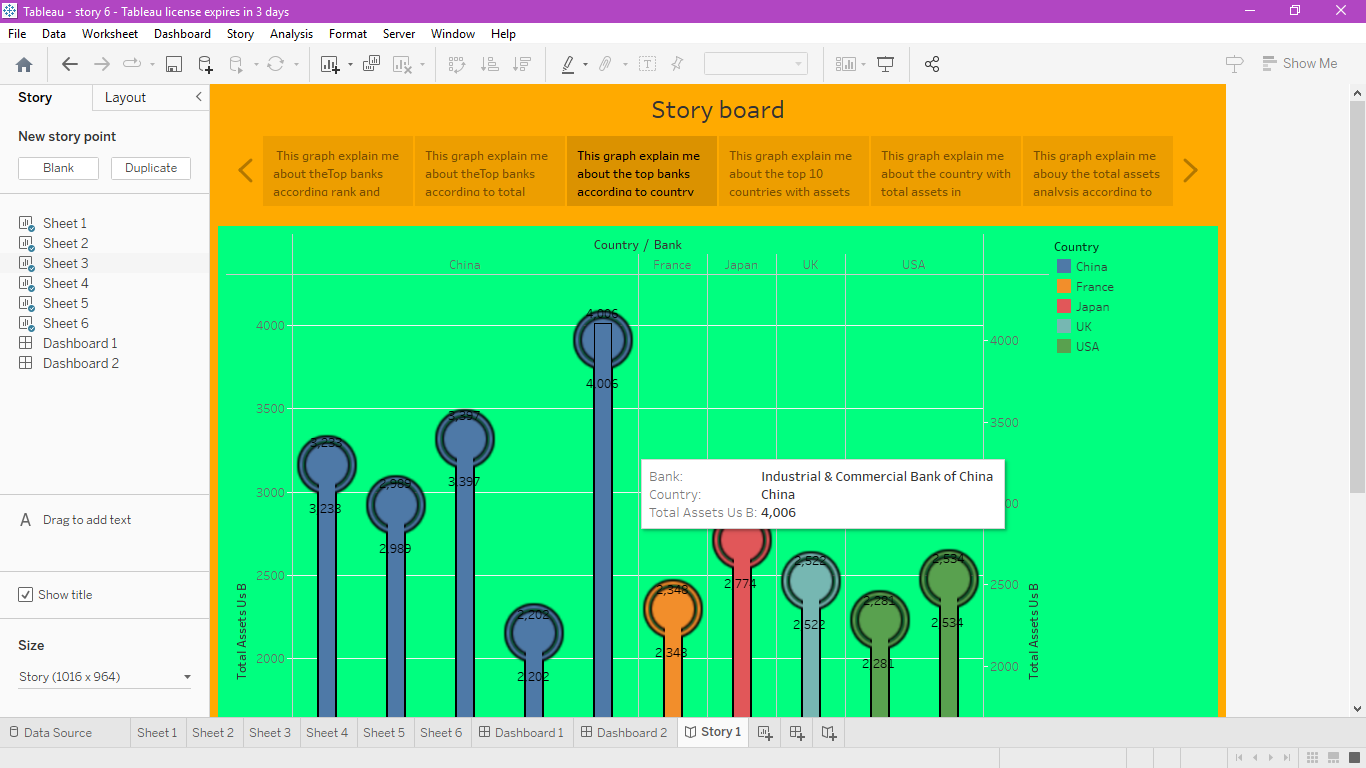 Tableau - story 6 - Tableau license expires in 3 days
File Data Worksheet Dashboard Story Analysis Format Server Window Help
Show Me
Story Layout
New story point
Blank Duplicate
Sheet 1
Sheet 2
Sheet 3
Sheet 4
Sheet 5
Sheet 6
Dashboard 1
Dashboard 2
A Drag to add text
Show title
Size
Story (1016 x 964)
Story board
This graph explain me
about theTop banks
according rank and
This graph explain me
about theTop banks
according to total
This graph explain me
about the top banks
according to country
This graph explain me
about the top 10
countries with assets
This graph explain me
about the country with
total assets in
This graph explain me
abouy the total assets
analysis according to
Country / Bank
China France Japan UK USA
Country
China
France
Japan
UK
USA
Total Assets Us B
4000
3500
3000
2500
2000
3,233
3,233
2,989
2,989
3,397
3,397
2,202
2,202
4,006
4,006
2,348
2,348
2,774
2,522
2,522
2,281
2,281
2,534
2,534
Bank: Industrial & Commercial Bank of China
Country: China
Total Assets Us B: 4,006
4000
3500
2500
2000
Total Assets Us B
Data Source Sheet 1 Sheet 2 Sheet 3 Sheet 4 Sheet 5 Sheet 6 Dashboard 1 Dashboard 2 Story 1